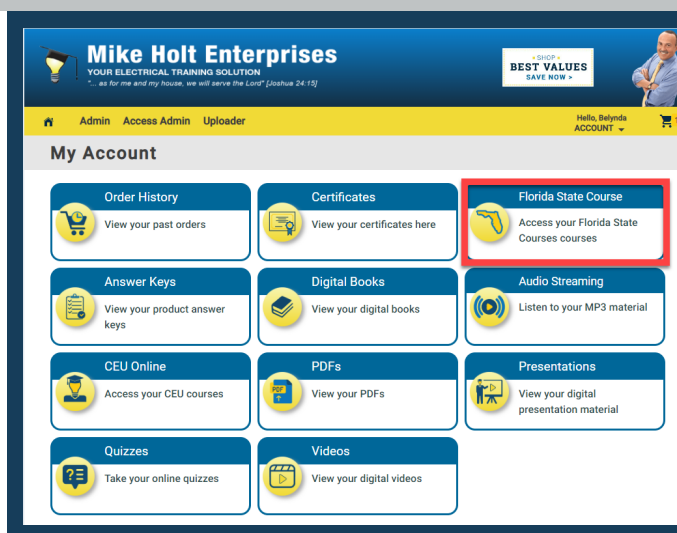 Mike Holt Enterprises
YOUR ELECTRICAL TRAINING SOLUTION
"... as for me and my house, we will serve the Lord" [Joshua 24:15]
SHOP
BEST VALUES
SAVE NOW >
Admin Access Admin Uploader
Hello, Belynda
ACCOUNT
My Account
Order History
View your past orders
Certificates
View your certificates here
Florida State Course
Access your Florida State
Courses courses
Answer Keys
View your product answer
keys
Digital Books
View your digital books
Audio Streaming
Listen to your MP3 material
CEU Online
Access your CEU courses
PDFs
PDF
View your PDFs
Presentations
View your digital
presentation material
Quizzes
Take your online quizzes
Videos
View your digital videos